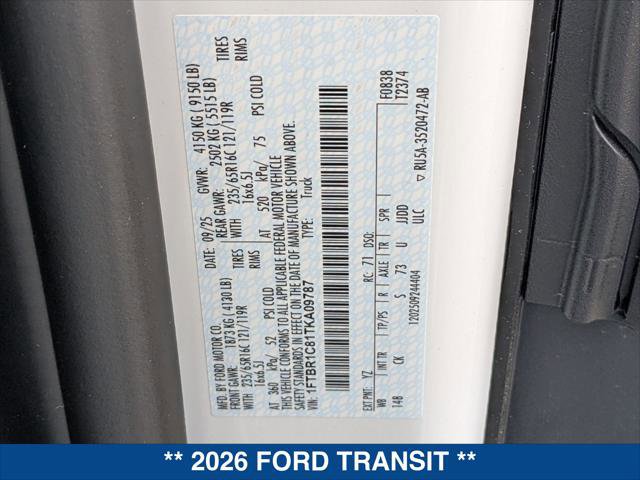 MFD. BY FORD MOTOR CO. DATE: 09/25 GVWR: 4150 KG ( 9150 LB)
FRONT GAWR: 1873 KG ( 4130 LB) REAR GAWR: 2502 KG ( 5515 LB)
WITH 235/65R16C 121/119R TIRES WITH 235/65R16C 121/119R TIRES
16x6.5J RIMS 16x6.5J RIMS
AT 360 kPa/ 52 PSI COLD AT 520 kPa/ 75 PSI COLD
THIS VEHICLE CONFORMS TO ALL APPLICABLE FEDERAL MOTOR VEHICLE
SAFETY STANDARDS IN EFFECT ON THE DATE OF MANUFACTURE SHOWN ABOVE.
VIN: 1FTBR1C81TKA09787 TYPE: Truck
F0838
T2374
EXT PNT: YZ RC: 71 DSO:
WB INT TR TP/PS R AXLE TR SPR
14B CK S 73 U JJDD
ULC
1202509244404
▽ RU5A-3520472-AB
** 2026 FORD TRANSIT **